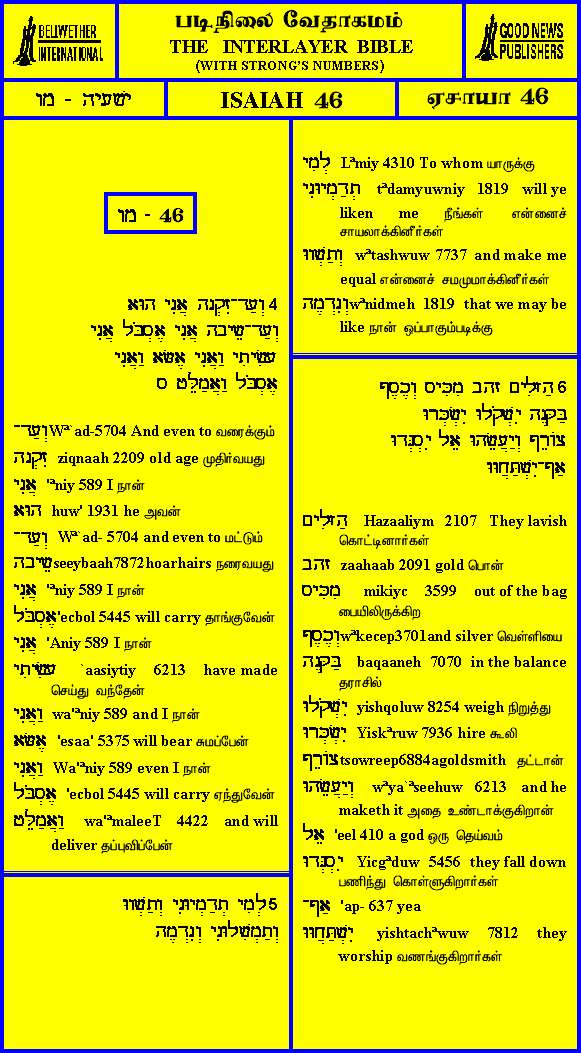 BELLWETHER
INTERNATIONAL
படிநிலை வேதாகமம்
THE INTERLAYER BIBLE
(WITH STRONG'S NUMBERS)
GOOD NEWS
PUBLISHERS
ישעיה - מו
ISAIAH 46
ஏசாயா 46
מו - 46
4 וְעַד־זִקְנָה אֲנִי הוּא
וְעַד־שֵׂיבָה אֲנִי אֶסְבֹּל אֲנִי
עָשִׂיתִי וַאֲנִי אֶשָּׂא וַאֲנִי
אֶסְבֹּל וַאֲמַלֵּט ס
וְעַד־ Wª`ad-5704 And even to வரைக்கும்
זִקְנָה ziqnaah 2209 old age முதிர்வயது
אֲנִי 'ªniy 589 I நான்
הוּא huw' 1931 he அவன்
וְעַד־ Wª`ad- 5704 and even to மட்டும்
שֵׂיבָה seeybaah7872hoarhairs நரைவயது
אֲנִי 'ªniy 589 I நான்
אֶסְבֹּל 'ecbol 5445 will carry தாங்குவேன்
אֲנִי 'Aniy 589 I நான்
עָשִׂיתִי `aasiytiy 6213 have made
செய்து வந்தேன்
וַאֲנִי wa'ªniy 589 and I நான்
אֶשָּׂא 'esaa' 5375 will bear சுமப்பேன்
וַאֲנִי Wa'ªniy 589 even I நான்
אֶסְבֹּל 'ecbol 5445 will carry ஏந்துவேன்
וַאֲמַלֵּט wa'ªmaleeT 4422 and will
deliver தப்புவிப்பேன்
5 לְמִי תְדַמְיוּנִי וְתַשְׁווּ
וְתַמְשִׁלוּנִי וְנִדְמֶה
לְמִי Lªmiy 4310 To whom யாருக்கு
תְדַמְיוּנִי tªdamyuwniy 1819 will ye
liken me நீங்கள் என்னைச்
சாயலாக்கினீர்கள்
וְתַשְׁווּ wªtashwuw 7737 and make me
equal என்னைச் சமமுமாக்கினீர்கள்
וְנִדְמֶה wªnidmeh 1819 that we may be
like நான் ஒப்பாகும்படிக்கு
6 הַזָּלִים זָהָב מִכִּיס וְכֶסֶף
בַּקָּנֶה יִשְׁקֹלוּ יִשְׂכְּרוּ
צוֹרֵף וְיַעֲשֵׂהוּ אֵל יִסְגְּדוּ
אַף־יִשְׁתַּחֲווּ
הַזָּלִים Hazaaliym 2107 They lavish
கொட்டினார்கள்
זהב zaahaab 2091 gold பொன்
מִכִּיס mikiyc 3599 out of the bag
பையிலிருக்கிற
וְכֶסֶף wªkecep3701and silver வெள்ளியை
בַּקָּנֶה baqaaneh 7070 in the balance
தராசில்
יִשְׁקֹלוּ yishqoluw 8254 weigh நிறுத்து
יִשְׂכְּרוּ Yiskªruw 7936 hire கூலி
צוֹרֵף tsowreep6884agoldsmith தட்டான்
וְיַעֲשֵׂהוּ wªya`ªseehuw 6213 and he
maketh it அதை உண்டாக்குகிறான்
אֵל 'eel 410 a god ஒரு தெய்வம்
יִסְגְּדוּ Yicgªduw 5456 they fall down
பணிந்து கொள்ளுகிறார்கள்
אַף־ 'ap- 637 yea
יִשְׁתַּחֲווּ yishtachªwuw 7812 they
worship வணங்குகிறார்கள்